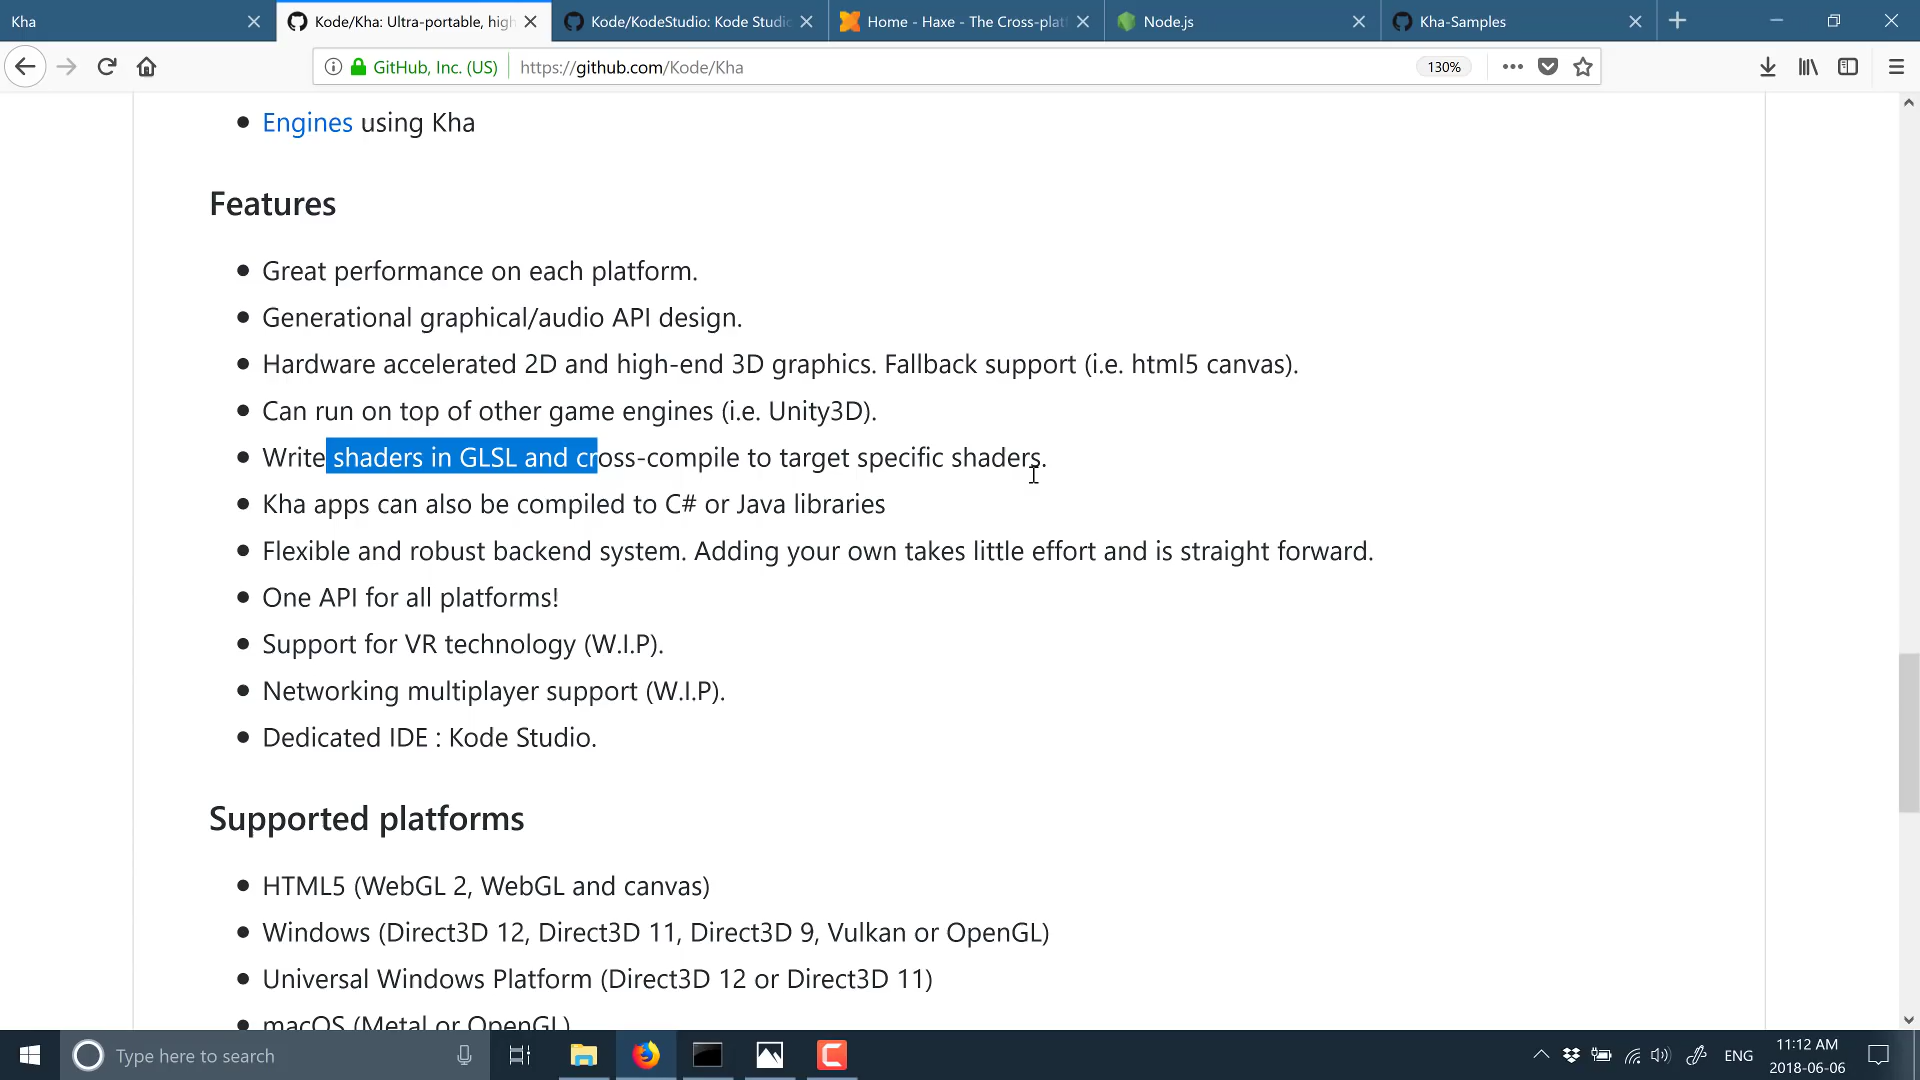 Kha
Kode/Kha: Ultra-portable, high
Kode/KodeStudio: Kode Studio
Home - Haxe - The Cross-plat
Node.js
Kha-Samples
GitHub, Inc. (US)
https://github.com/Kode/Kha
130%
• Engines using Kha
Features
• Great performance on each platform.
• Generational graphical/audio API design.
• Hardware accelerated 2D and high-end 3D graphics. Fallback support (i.e. html5 canvas).
• Can run on top of other game engines (i.e. Unity3D).
• Write shaders in GLSL and cross-compile to target specific shaders.
• Kha apps can also be compiled to C# or Java libraries
• Flexible and robust backend system. Adding your own takes little effort and is straight forward.
• One API for all platforms!
• Support for VR technology (W.I.P).
• Networking multiplayer support (W.I.P).
• Dedicated IDE : Kode Studio.
Supported platforms
• HTML5 (WebGL 2, WebGL and canvas)
• Windows (Direct3D 12, Direct3D 11, Direct3D 9, Vulkan or OpenGL)
• Universal Windows Platform (Direct3D 12 or Direct3D 11)
• macOS (Metal or OpenGL)
Type here to search
ENG
11:12 AM
2018-06-06